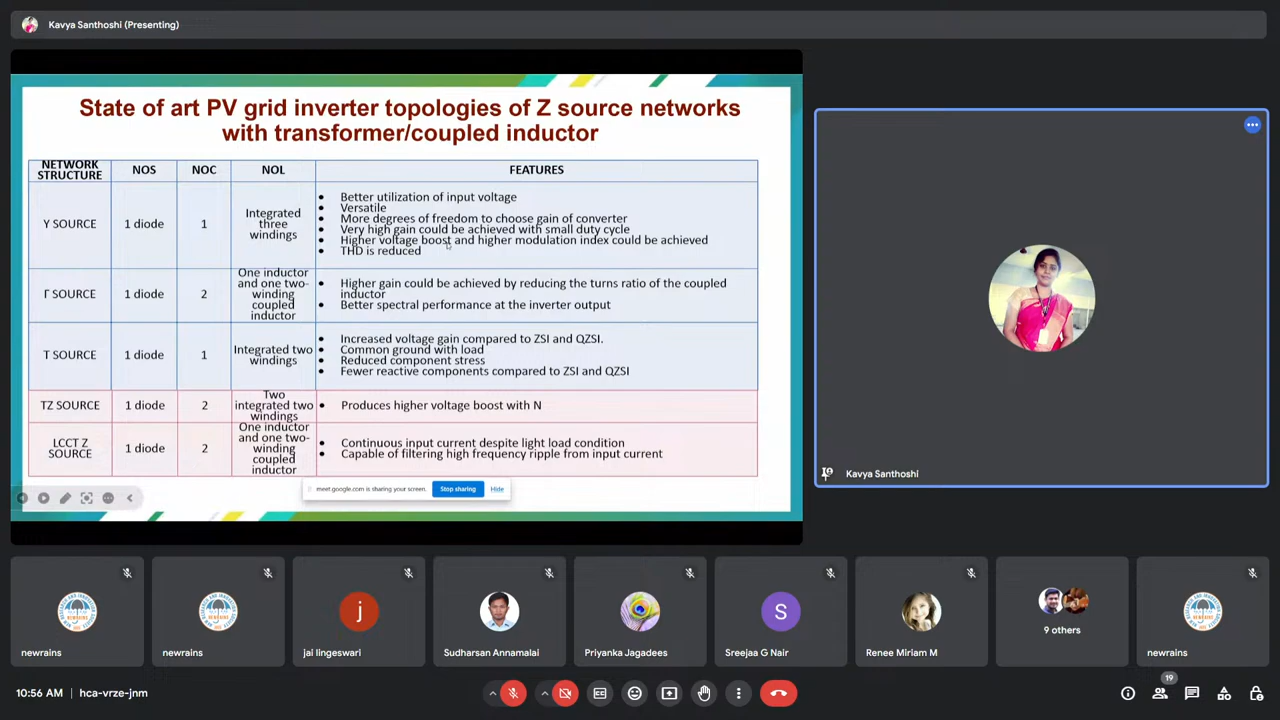 Kavya Santhoshi (Presenting)
State of art PV grid inverter topologies of Z source networks
with transformer/coupled inductor
NETWORK
STRUCTURE
NOS
NOC
NOL
FEATURES
Y SOURCE
1 diode
1
Integrated
three
windings
• Better utilization of input voltage
• Versatile
• More degrees of freedom to choose gain of converter
• Very high gain could be achieved with small duty cycle
• Higher voltage boost and higher modulation index could be achieved
• THD is reduced
Γ SOURCE
1 diode
2
One inductor
and one two-
winding
coupled
inductor
• Higher gain could be achieved by reducing the turns ratio of the coupled
inductor
• Better spectral performance at the inverter output
T SOURCE
1 diode
1
Integrated two
windings
• Increased voltage gain compared to ZSI and QZSI.
• Common ground with load
• Reduced component stress
• Fewer reactive components compared to ZSI and QZSI
TZ SOURCE
1 diode
2
Two
integrated two
windings
• Produces higher voltage boost with N
LCCT Z
SOURCE
1 diode
2
One inductor
and one two-
winding
coupled
inductor
• Continuous input current despite light load condition
• Capable of filtering high frequency ripple from input current
meet.google.com is sharing your screen.
Stop sharing
Hide
Kavya Santhoshi
newrains
newrains
j
jai lingeswari
Sudharsan Annamalai
Priyanka Jagadees
S
Sreejaa G Nair
Renee Miriam M
9 others
newrains
10:56 AM
hca-vrze-jnm
19